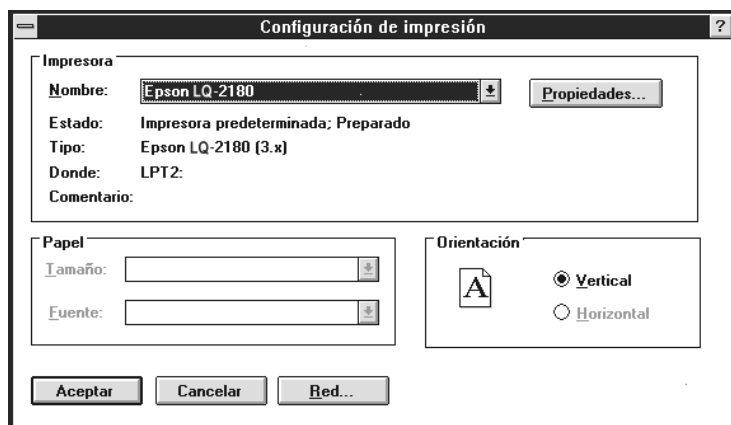 Configuración de impresión ?
Impresora
Nombre: Epson LQ-2180 Propiedades...
Estado: Impresora predeterminada; Preparado
Tipo: Epson LQ-2180 (3.x)
Donde: LPT2:
Comentario:
Papel
Tamaño:
Fuente:
Orientación
A
Vertical
Horizontal
Aceptar Cancelar Red...